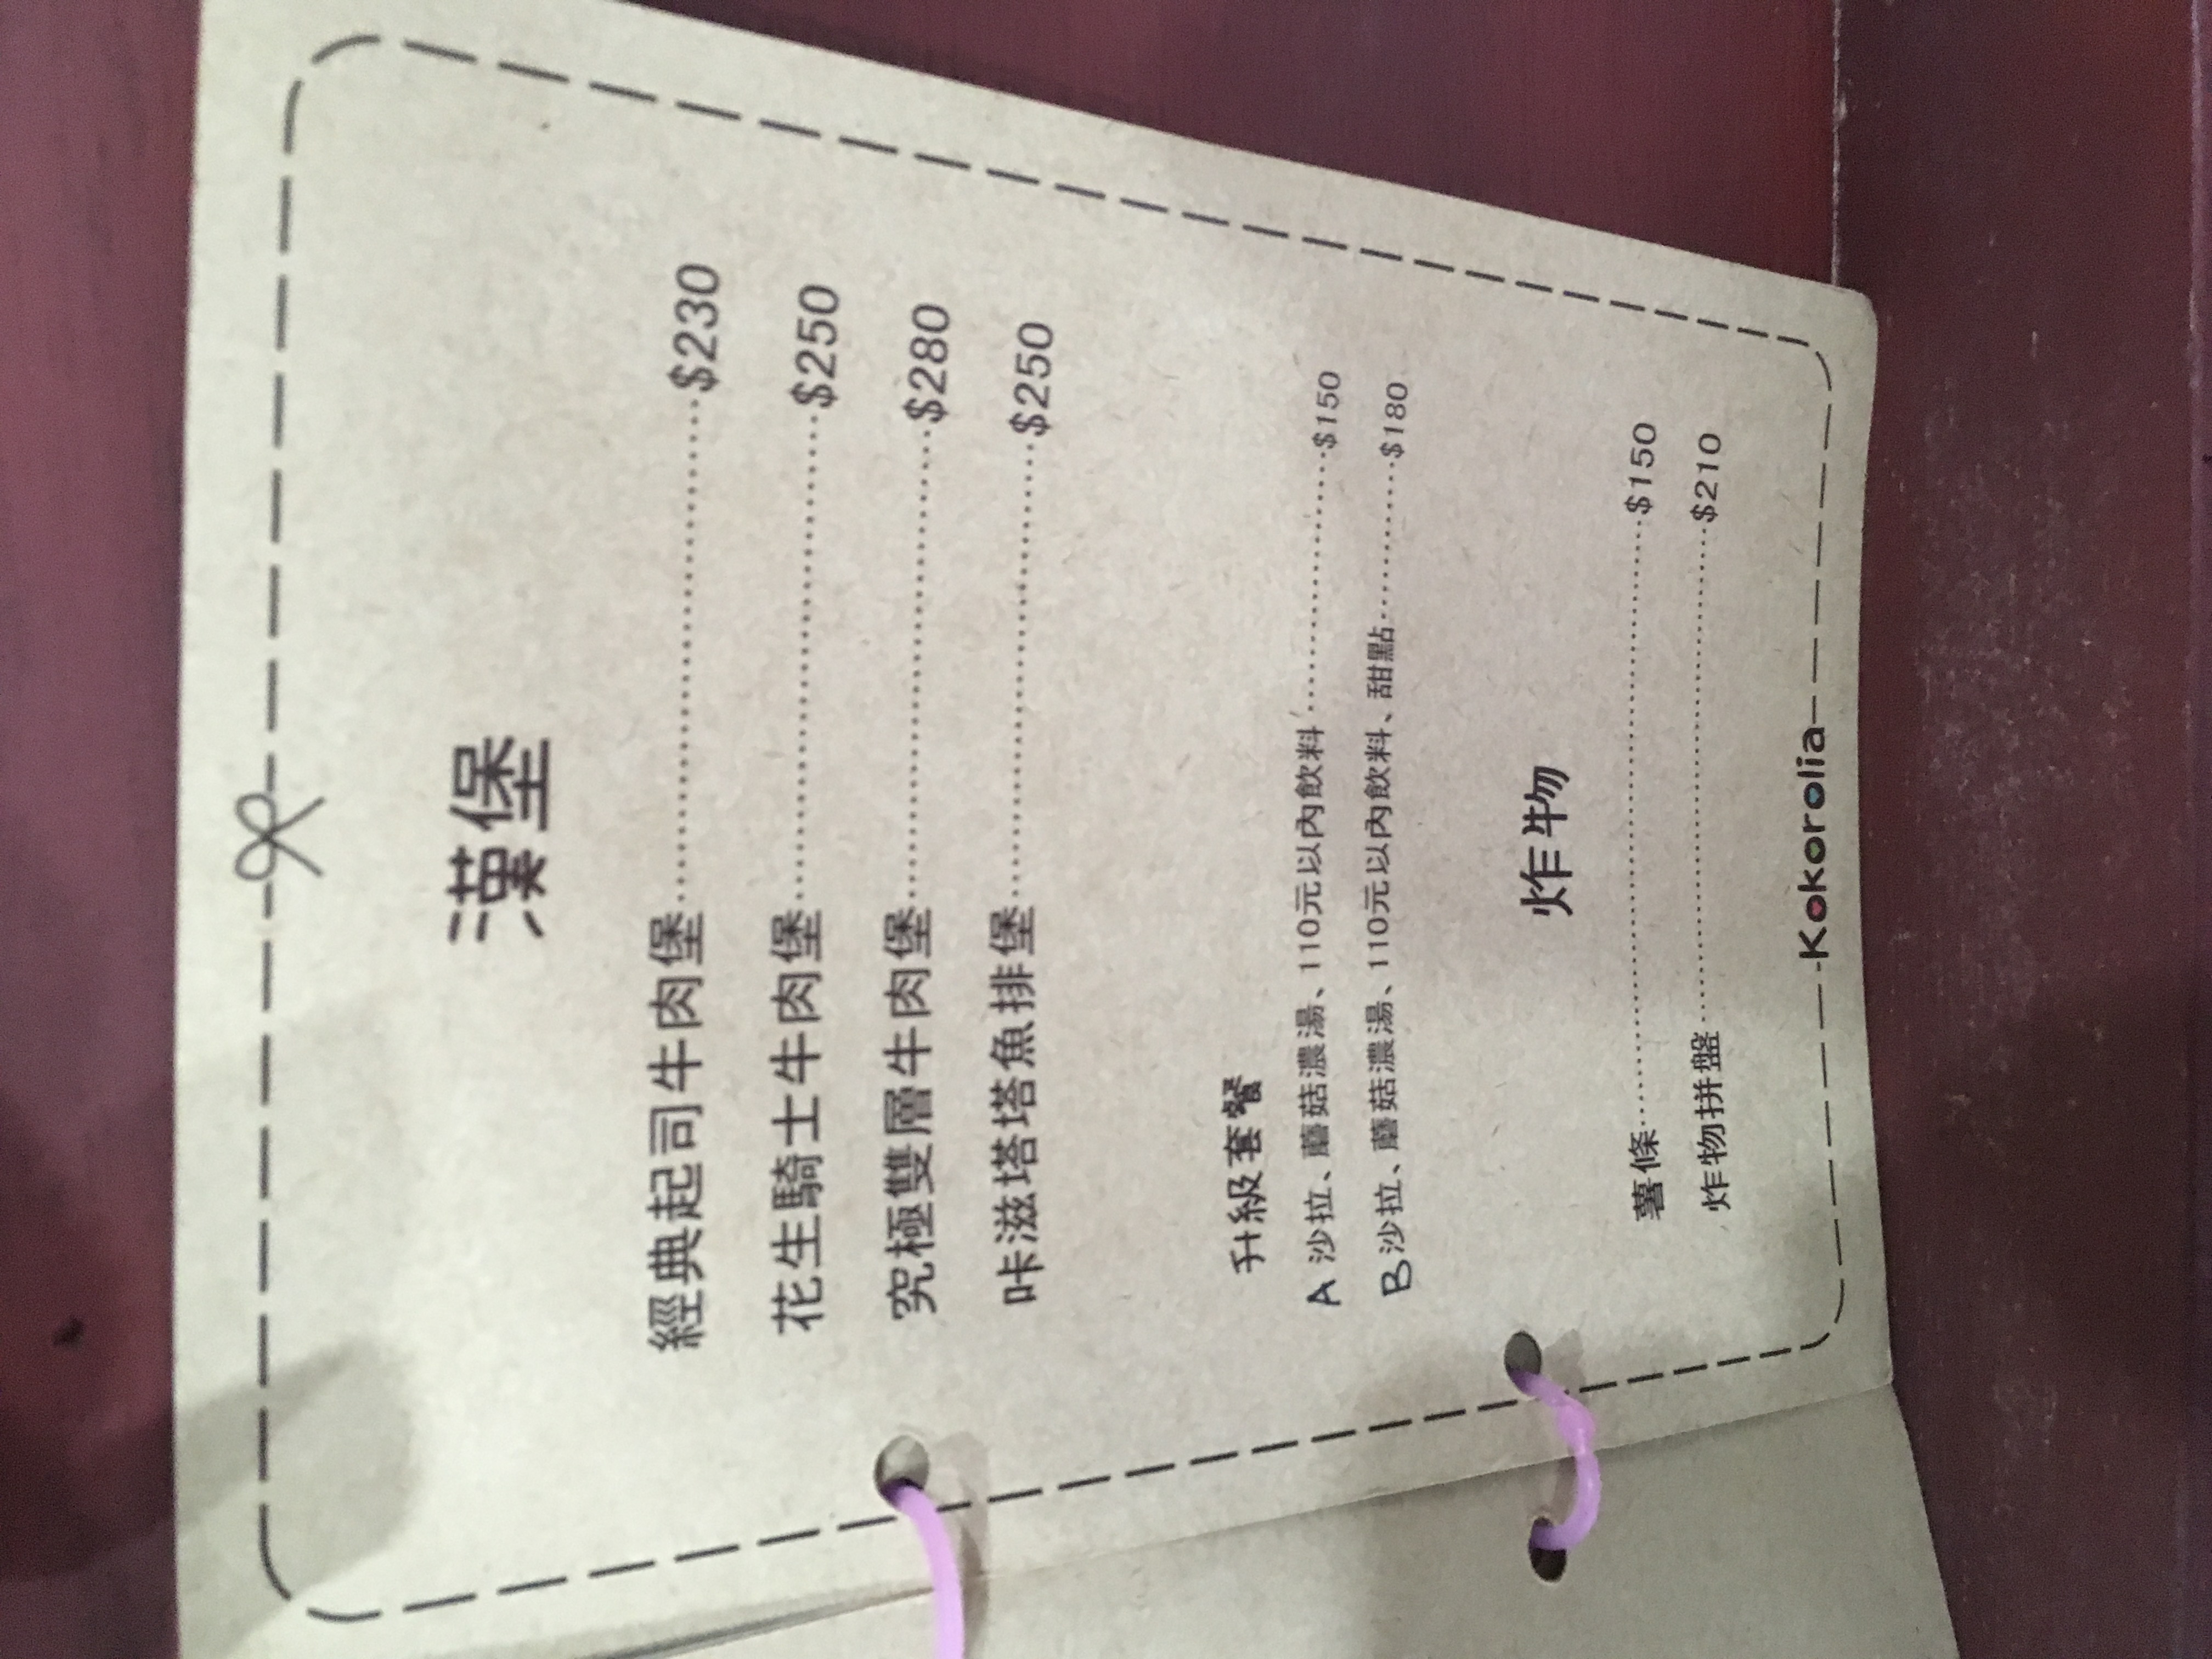 漢堡
經典起司牛肉堡……………………$230
花生騎士牛肉堡……………………$250
究極雙層牛肉堡……………………$280
咔滋塔塔魚排堡……………………$250
升級套餐
A 沙拉、蘑菇濃湯、110元以內飲料……………$150
B 沙拉、蘑菇濃湯、110元以內飲料、甜點…………$180
炸物
薯條……………………………$150
炸物拼盤………………………$210
Kokorolia